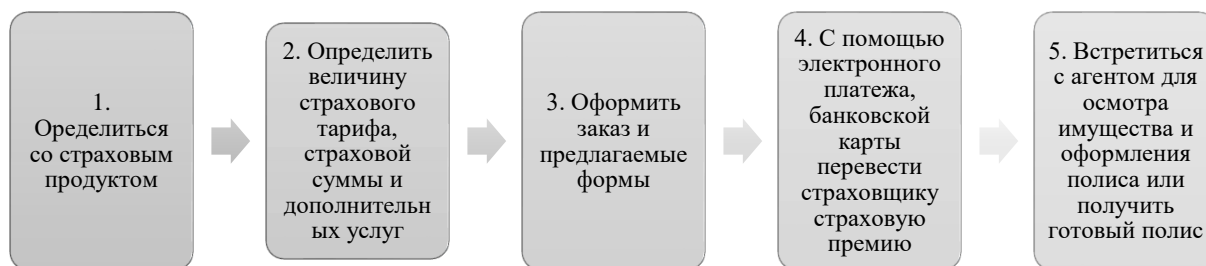 1.
Оределиться
со страховым
продуктом
2. Определить
величину
страхового
тарифа,
страховой
суммы и
дополнительн
ых услуг
3. Оформить
заказ и
предлагаемые
формы
4. С помощью
электронного
платежа,
банковской
карты
перевести
страховщику
страховую
премию
5. Встретиться
с агентом для
осмотра
имущества и
оформления
полиса или
получить
готовый полис